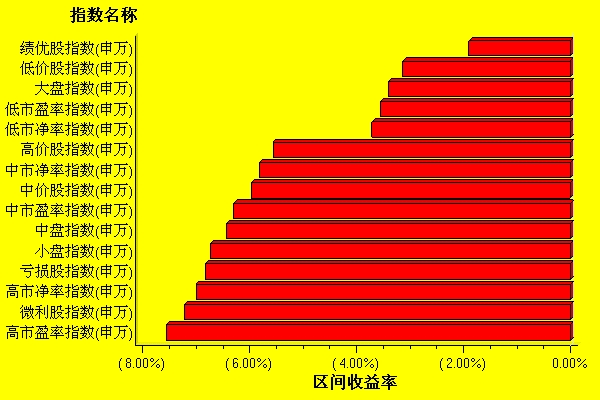 指数名称
绩优股指数(申万)
低价股指数(申万)
大盘指数(申万)
低市盈率指数(申万)
低市净率指数(申万)
高价股指数(申万)
中市净率指数(申万)
中价股指数(申万)
中市盈率指数(申万)
中盘指数(申万)
小盘指数(申万)
亏损股指数(申万)
高市净率指数(申万)
微利股指数(申万)
高市盈率指数(申万)
(8.00%) (6.00%) (4.00%) (2.00%) 0.00%
区间收益率